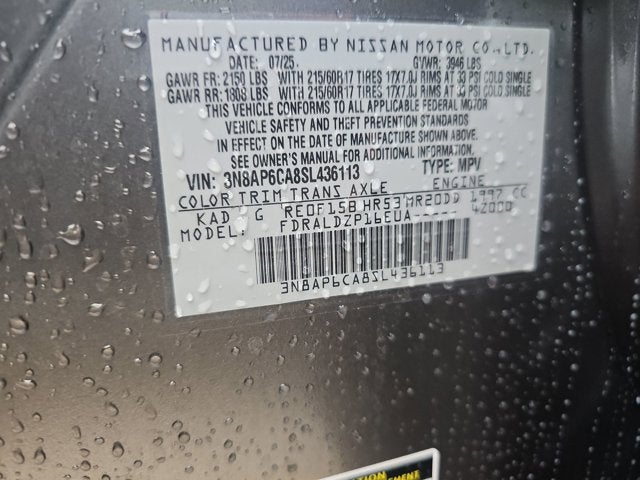 MANUFACTURED BY NISSAN MOTOR CO., LTD.
DATE: 07/25 GVWR: 3946 LBS
GAWR FR: 2150 LBS WITH 215/60R17 TIRES 17X7.0J RIMS AT 33 PSI COLD SINGLE
GAWR RR: 1808 LBS WITH 215/60R17 TIRES 17X7.0J RIMS AT 33 PSI COLD SINGLE
THIS VEHICLE CONFORMS TO ALL APPLICABLE FEDERAL MOTOR
VEHICLE SAFETY AND THEFT PREVENTION STANDARDS
IN EFFECT ON THE DATE OF MANUFACTURE SHOWN ABOVE.
SEE OWNER'S MANUAL FOR ADDITIONAL INFORMATION
VIN: 3N8AP6CA8SL436113 TYPE: MPV
COLOR TRIM TRANS AXLE ENGINE
KAD G RE0F15B HR53 MR20DD 1997 CC
MODEL: FDRALDZP16EUA----- 42000
3N8AP6CA8SL436113